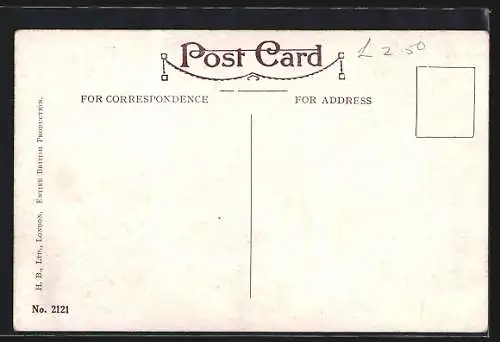 Post Card
£ 2.50
FOR CORRESPONDENCE
FOR ADDRESS
H. B., LTD., LONDON, ENTIRE BRITISH PRODUCTION.
No. 2121